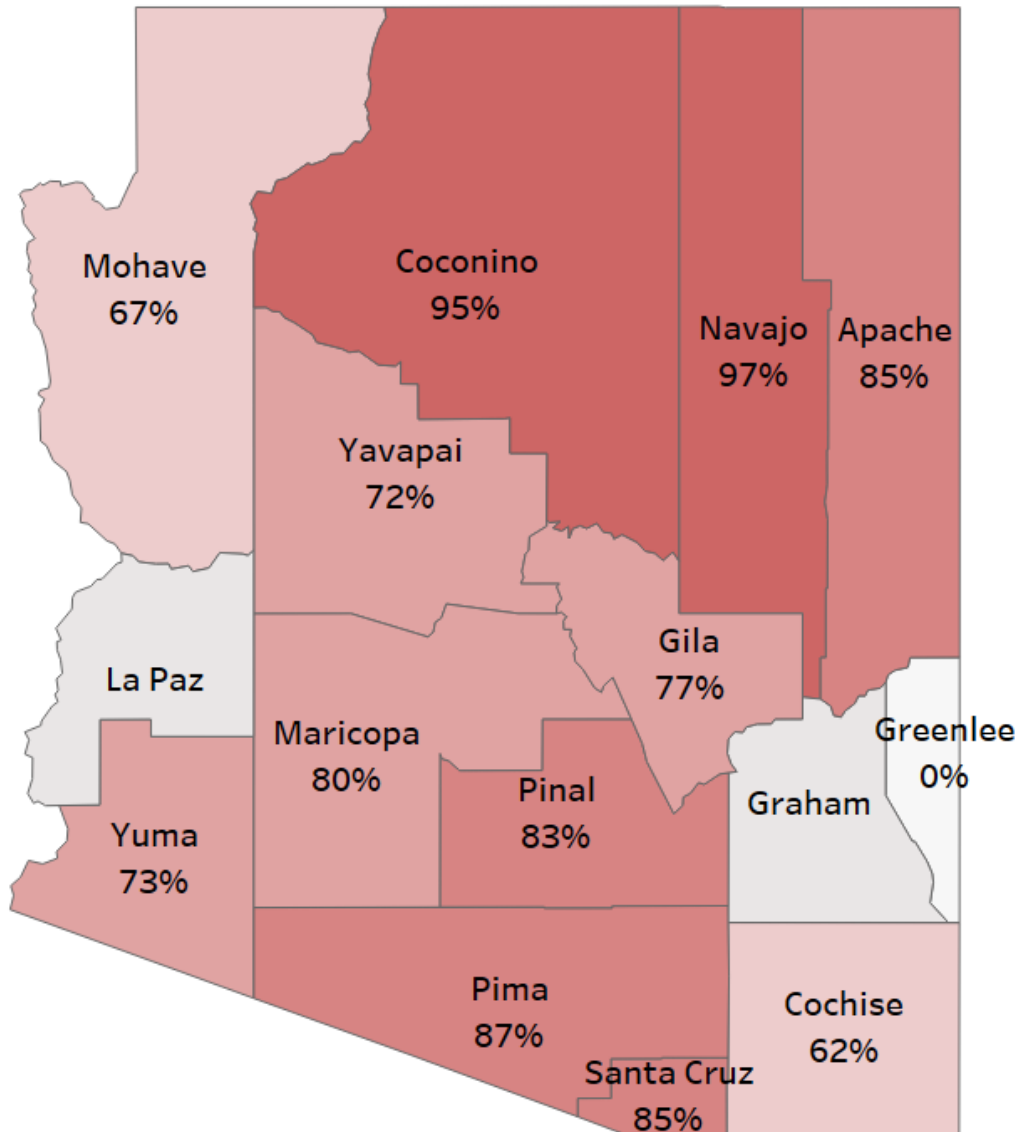 Mohave
67%
Coconino
95%
Navajo
97%
Apache
85%
Yavapai
72%
La Paz
Gila
77%
Maricopa
80%
Greenlee
0%
Pinal
83%
Graham
Yuma
73%
Pima
87%
Cochise
62%
Santa Cruz
85%